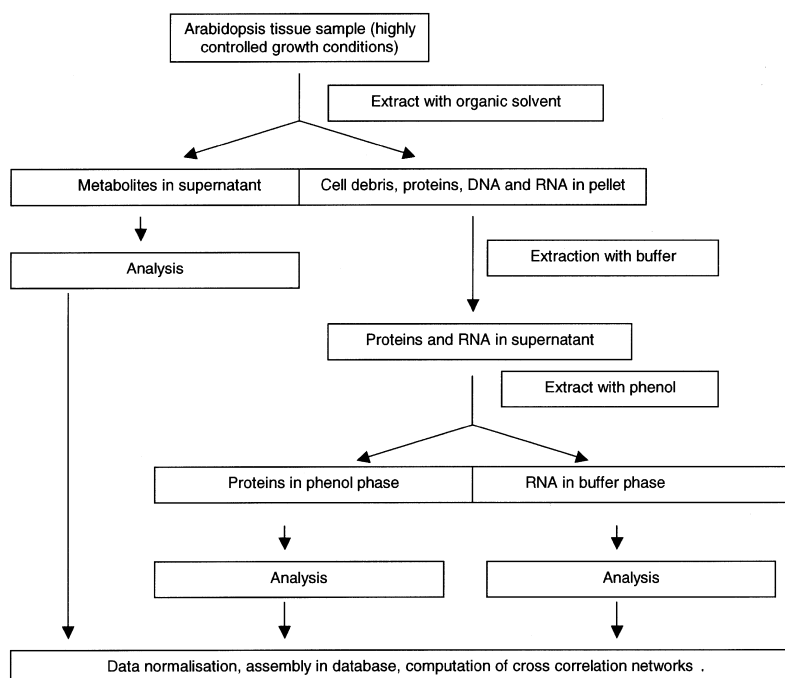 Arabidopsis tissue sample (highly
controlled growth conditions)
Extract with organic solvent
Metabolites in supernatant
Cell debris, proteins, DNA and RNA in pellet
Analysis
Extraction with buffer
Proteins and RNA in supernatant
Extract with phenol
Proteins in phenol phase
RNA in buffer phase
Analysis
Analysis
Data normalisation, assembly in database, computation of cross correlation networks .